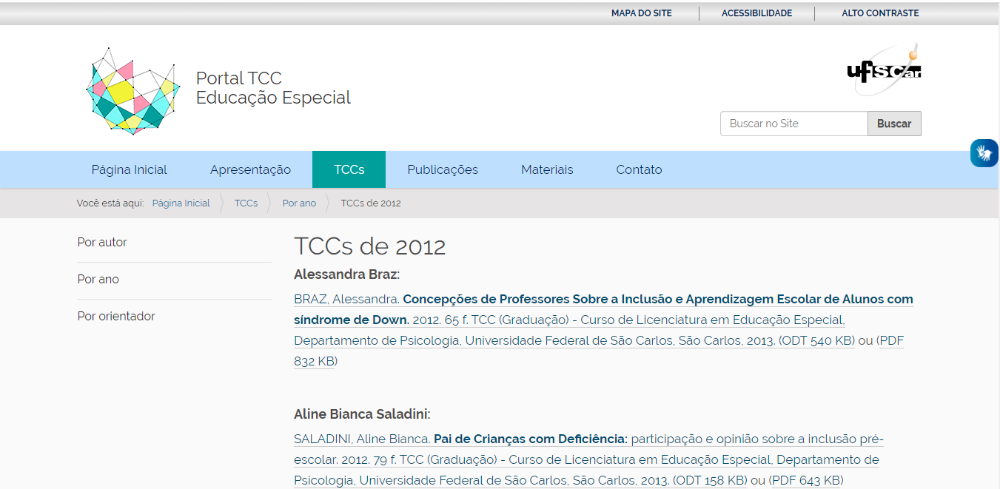 MAPA DO SITE
ACESSIBILIDADE
ALTO CONTRASTE
Portal TCC
Educação Especial
ufscar
Buscar no Site
Buscar
Página Inicial
Apresentação
TCCs
Publicações
Materiais
Contato
Você está aqui: Página Inicial TCCs Por ano TCCs de 2012
Por autor
Por ano
Por orientador
TCCs de 2012
Alessandra Braz:
BRAZ, Alessandra. Concepções de Professores Sobre a Inclusão e Aprendizagem Escolar de Alunos com
síndrome de Down. 2012. 65 f. TCC (Graduação) - Curso de Licenciatura em Educação Especial,
Departamento de Psicologia, Universidade Federal de São Carlos, São Carlos, 2013. (ODT 540 KB) ou (PDF
832 KB)
Aline Bianca Saladini:
SALADINI, Aline Bianca. Pai de Crianças com Deficiência: participação e opinião sobre a inclusão pré-
escolar. 2012. 79 f. TCC (Graduação) - Curso de Licenciatura em Educação Especial, Departamento de
Psicologia, Universidade Federal de São Carlos, São Carlos, 2013. (ODT 158 KB) ou (PDF 643 KB)